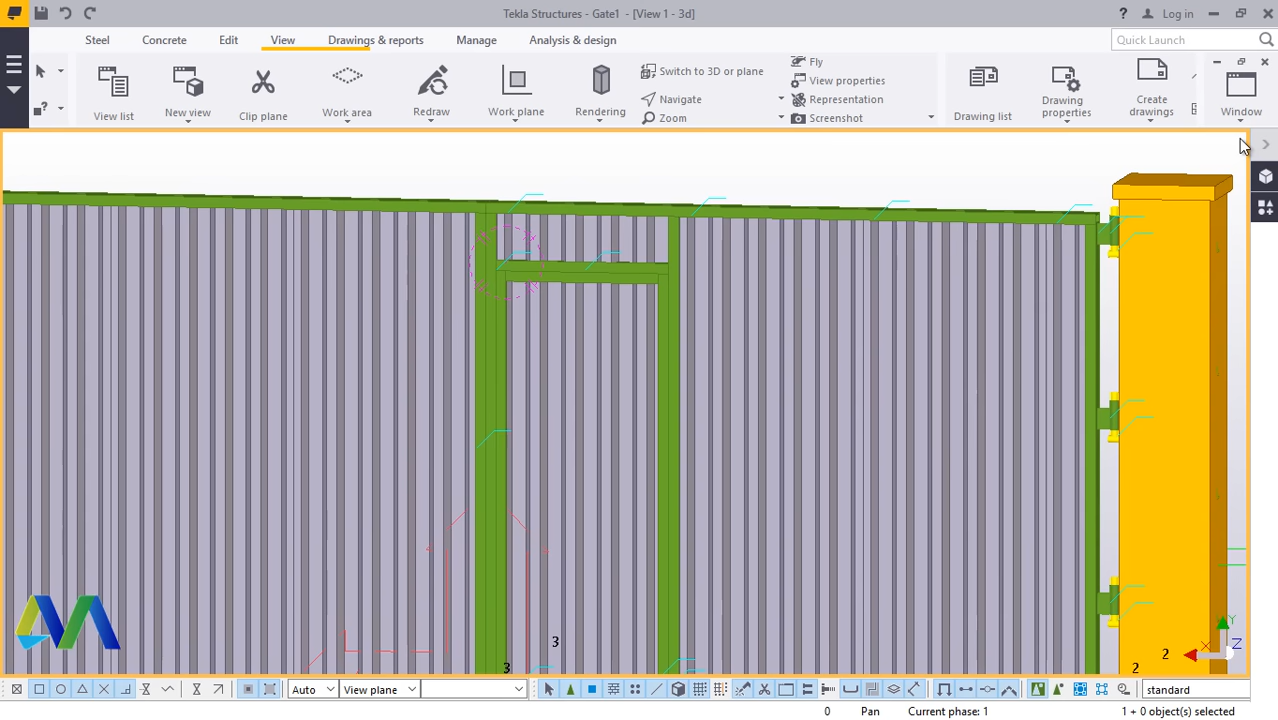 Tekla Structures - Gate1 - [View 1 - 3d]
? Log in
Steel Concrete Edit View Drawings & reports Manage Analysis & design Quick Launch
Fly
Switch to 3D or plane View properties
Navigate Representation
Zoom Screenshot
View list New view Clip plane Work area Redraw Work plane Rendering Drawing list Drawing properties Create drawings Window
Y
Z
X
3
3
2
2
Auto View plane standard
0 Pan Current phase: 1 1 + 0 object(s) selected